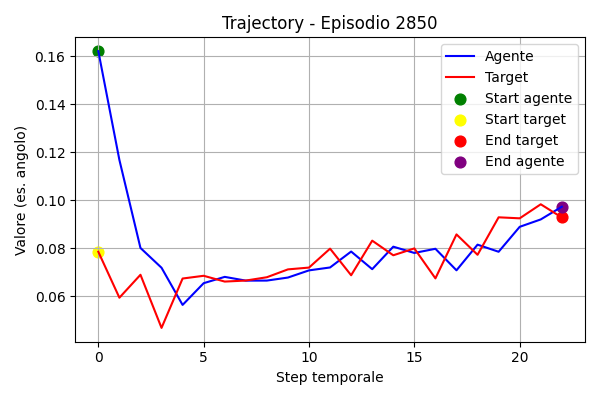 Trajectory - Episodio 2850
Valore (es. angolo)
0.16
0.14
0.12
0.10
0.08
0.06
Agente
Target
Start agente
Start target
End target
End agente
0
5
10
15
20
Step temporale